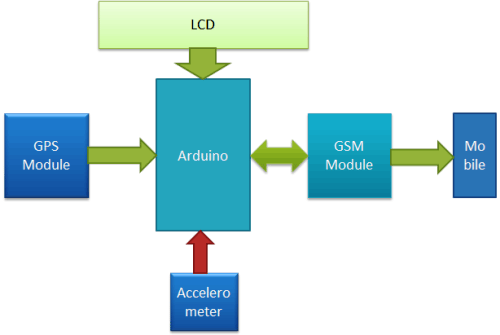 LCD
GPS
Module
Arduino
GSM
Module
Mo
bile
Accelero
meter